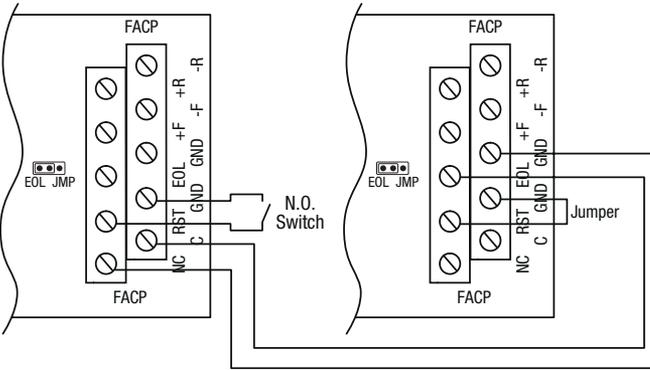 FACP
-R
+R
-F
+F
GND
EOL
GND
RST
C
NC
EOL JMP
N.O.
Switch
FACP
FACP
-R
+R
-F
+F
GND
EOL
GND
RST
C
NC
EOL JMP
Jumper
FACP